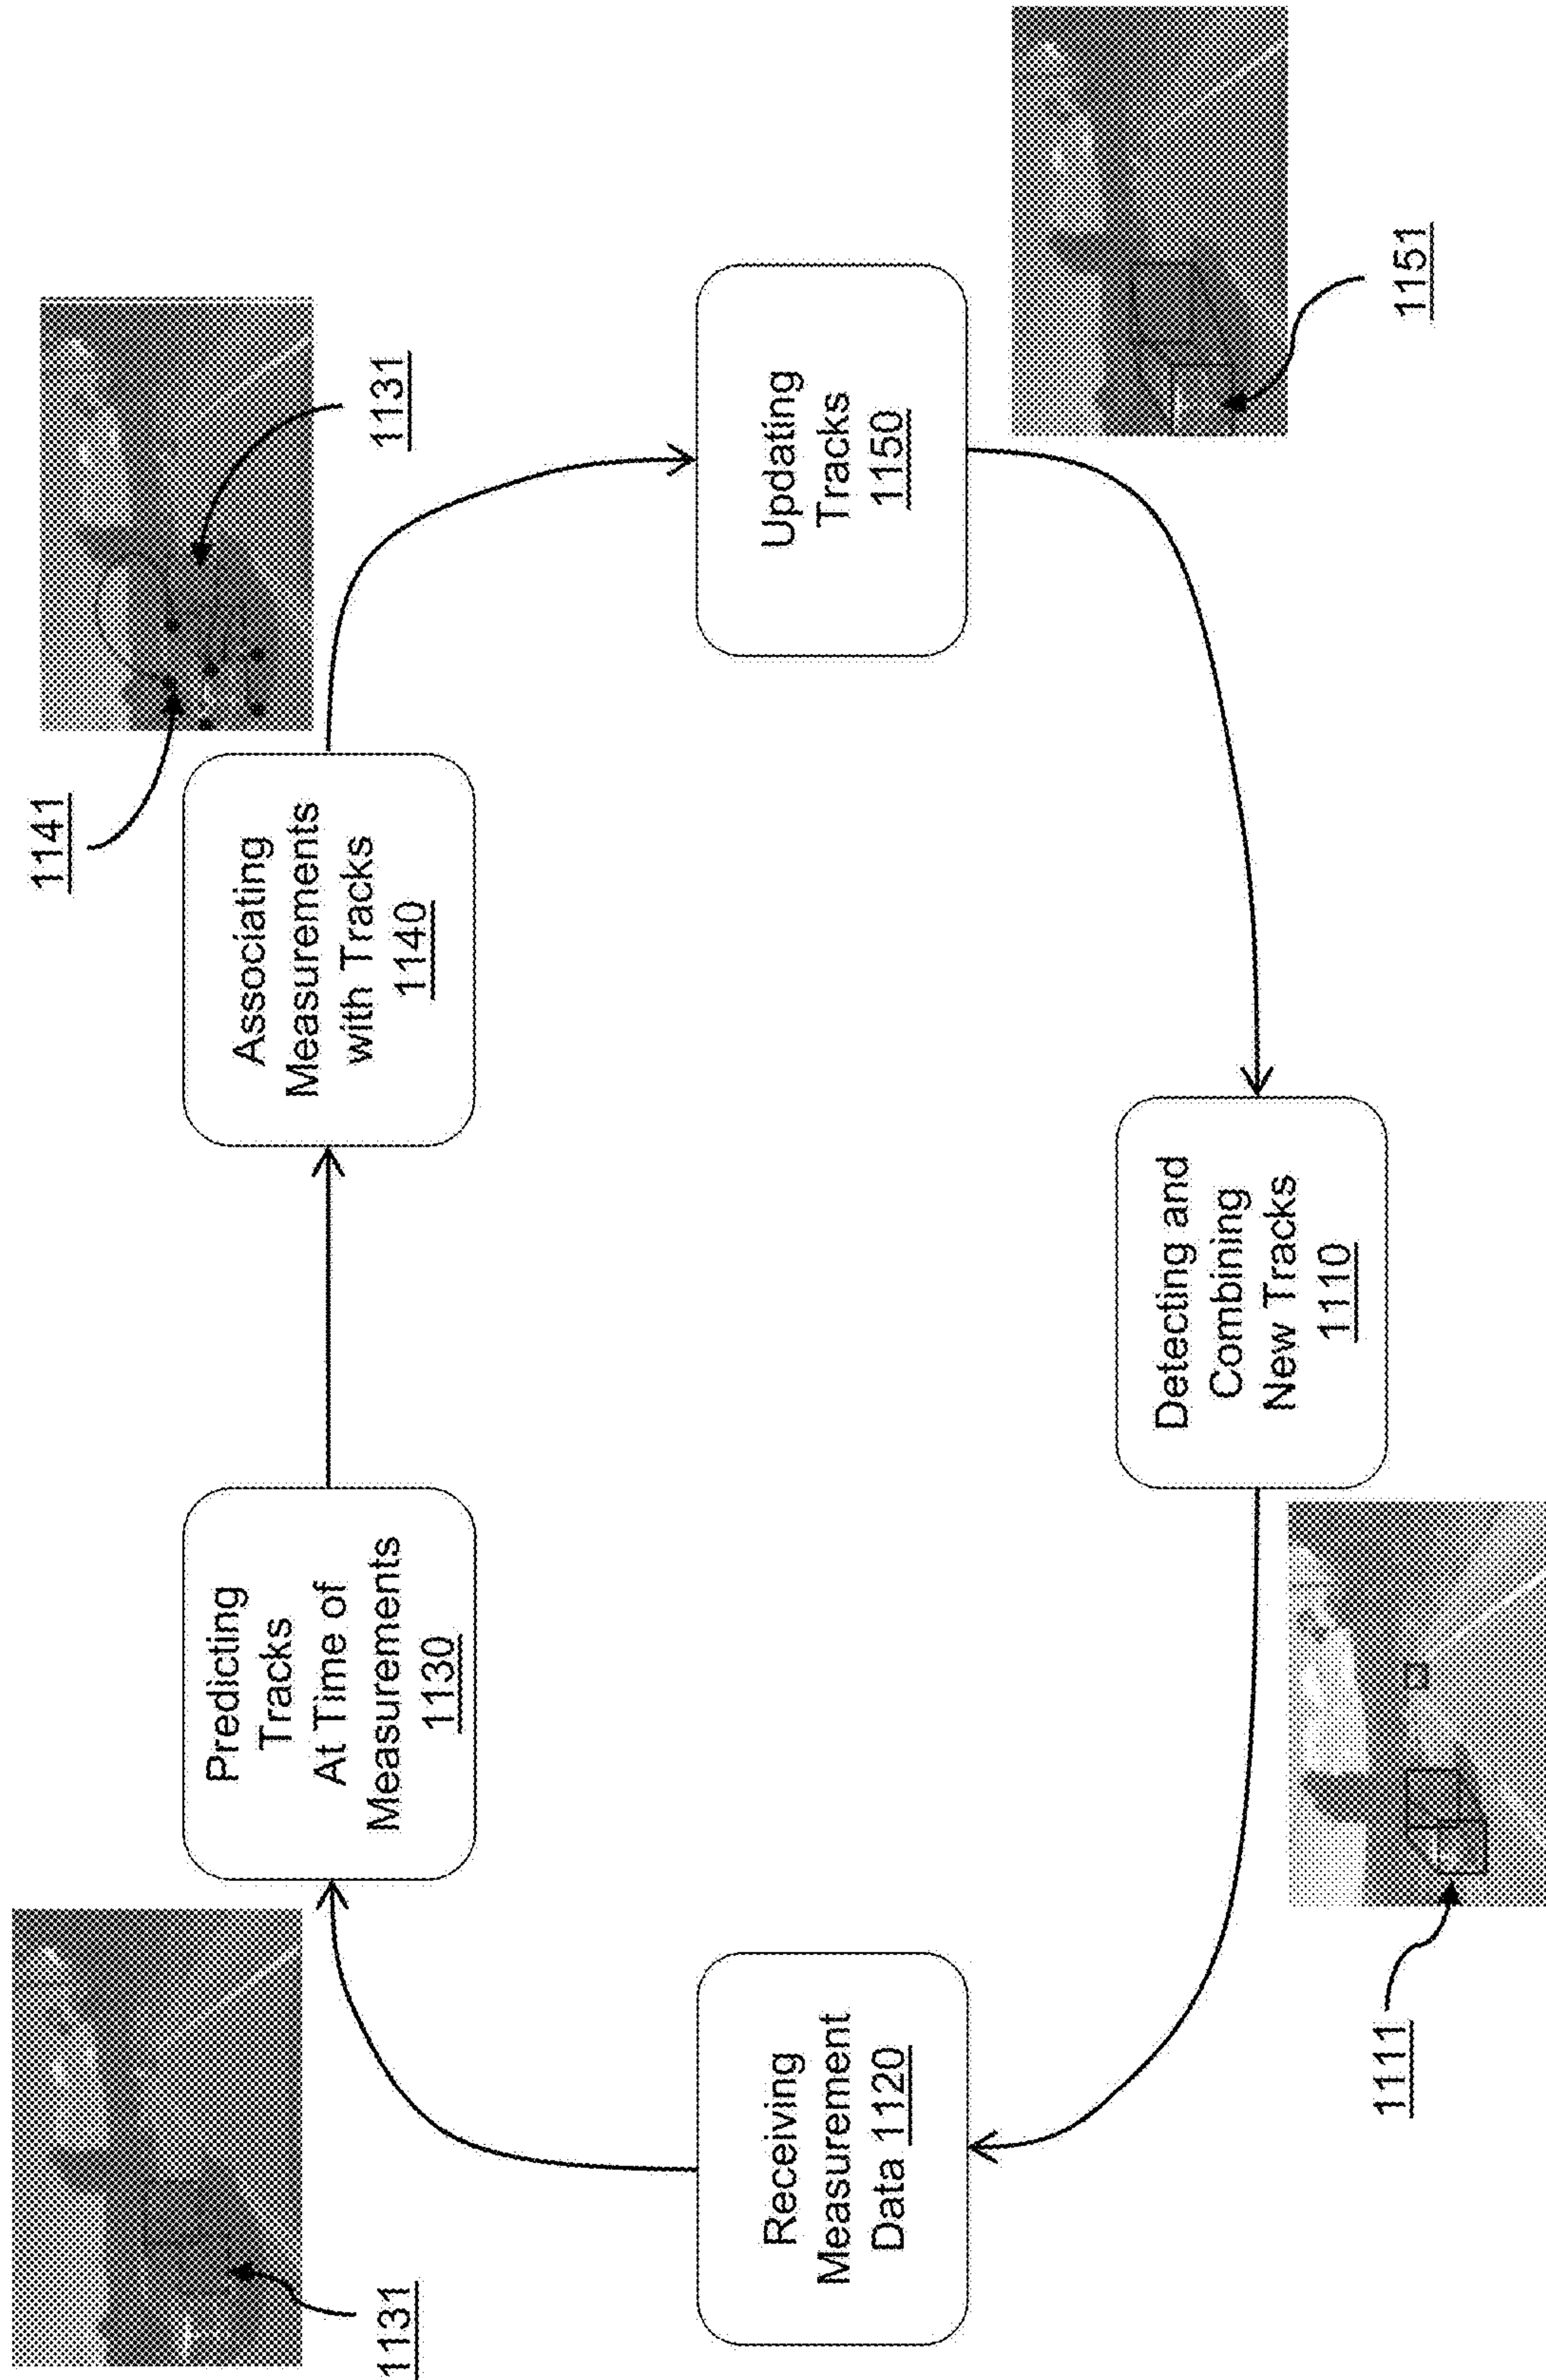 1131
Predicting
Tracks
At Time of
Measurements
1130
1141
Associating
Measurements
with Tracks
1140
1131
Receiving
Measurement
Data 1120
Updating
Tracks
1150
1151
Detecting and
Combining
New Tracks
1110
1111